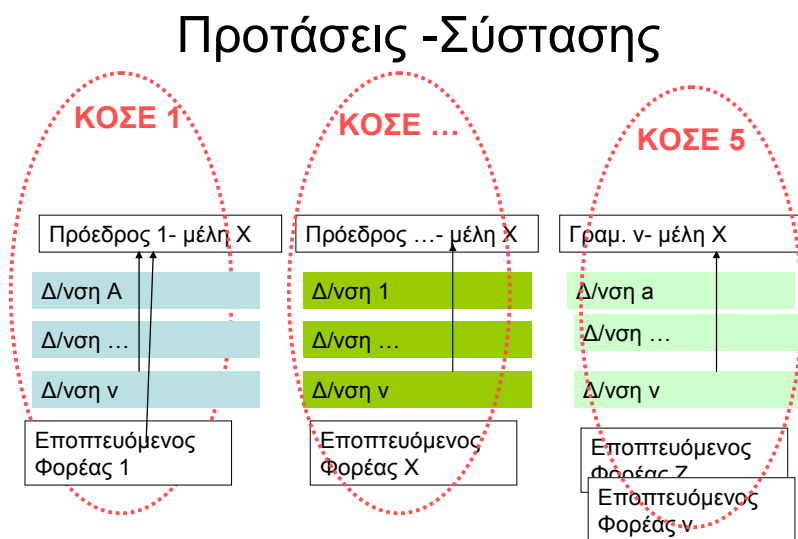 Προτάσεις -Σύστασης
ΚΟΣΕ 1
Πρόεδρος 1- μέλη Χ
Δ/νση Α
Δ/νση …
Δ/νση ν
Εποπτευόμενος
Φορέας 1
ΚΟΣΕ …
Πρόεδρος …- μέλη Χ
Δ/νση 1
Δ/νση …
Δ/νση ν
Εποπτευόμενος
Φορέας Χ
ΚΟΣΕ 5
Γραμ. ν- μέλη Χ
Δ/νση a
Δ/νση …
Δ/νση ν
Εποπτευόμενος
Φορέας Ζ
Εποπτευόμενος
Φορέας ν